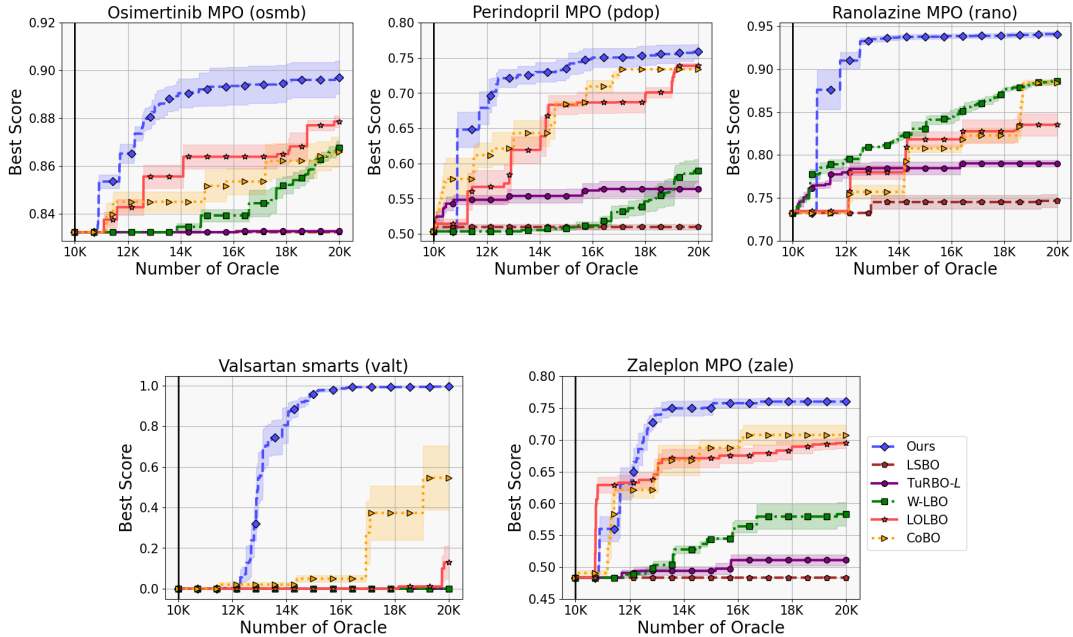 Osimertinib MPO (osmb)
0.92
0.90
0.88
0.86
0.84
Best Score
10K 12K 14K 16K 18K 20K
Number of Oracle
Perindopril MPO (pdop)
0.80
0.75
0.70
0.65
0.60
0.55
0.50
Best Score
10K 12K 14K 16K 18K 20K
Number of Oracle
Ranolazine MPO (rano)
0.95
0.90
0.85
0.80
0.75
0.70
Best Score
10K 12K 14K 16K 18K 20K
Number of Oracle
Valsartan smarts (valt)
1.0
0.8
0.6
0.4
0.2
0.0
Best Score
10K 12K 14K 16K 18K 20K
Number of Oracle
Zaleplon MPO (zale)
0.80
0.75
0.70
0.65
0.60
0.55
0.50
0.45
Best Score
10K 12K 14K 16K 18K 20K
Number of Oracle
Ours
LSBO
TuRBO-L
W-LBO
LOLBO
CoBO